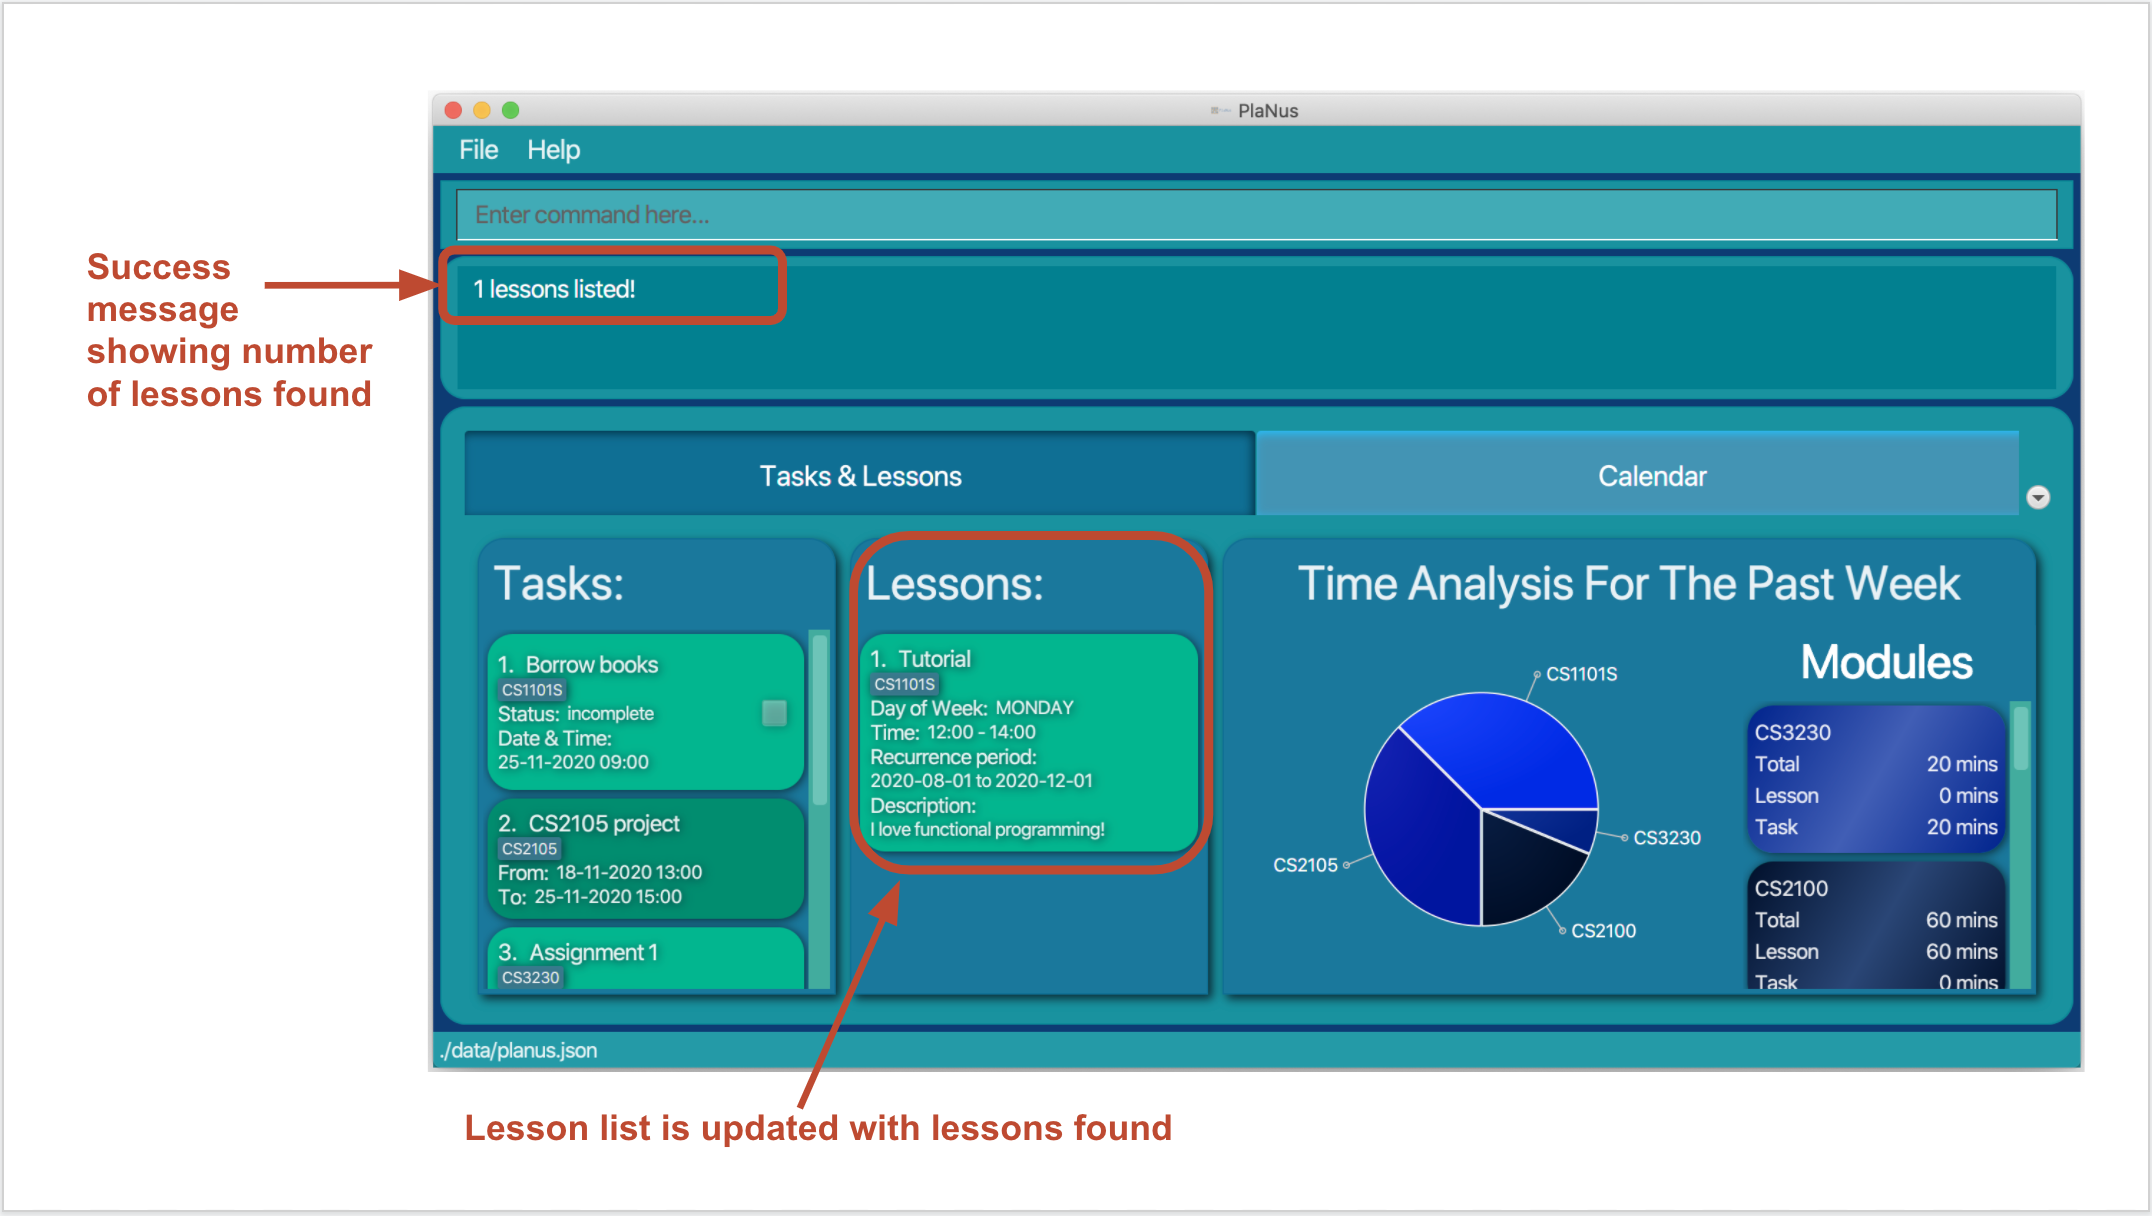 PlaNus
File Help
Enter command here...
Success
message
showing number
of lessons found
1 lessons listed!
Tasks & Lessons
Calendar
Tasks:
1. Borrow books
CS1101S
Status: incomplete
Date & Time:
25-11-2020 09:00
2. CS2105 project
CS2105
From: 18-11-2020 13:00
To: 25-11-2020 15:00
3. Assignment 1
CS3230
Lessons:
1. Tutorial
CS1101S
Day of Week: MONDAY
Time: 12:00 - 14:00
Recurrence period:
2020-08-01 to 2020-12-01
Description:
I love functional programming!
Time Analysis For The Past Week
CS1101S
CS3230
CS2105
CS2100
Modules
CS3230
Total 20 mins
Lesson 0 mins
Task 20 mins
CS2100
Total 60 mins
Lesson 60 mins
Task 0 mins
./data/planus.json
Lesson list is updated with lessons found